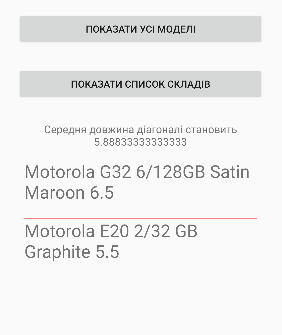 ПОКАЗАТИ УСІ МОДЕЛІ
ПОКАЗАТИ СПИСОК СКЛАДІВ
Середня довжина діагоналі становить
5.88833333333333
Motorola G32 6/128GB Satin
Maroon 6.5
Motorola E20 2/32 GB
Graphite 5.5